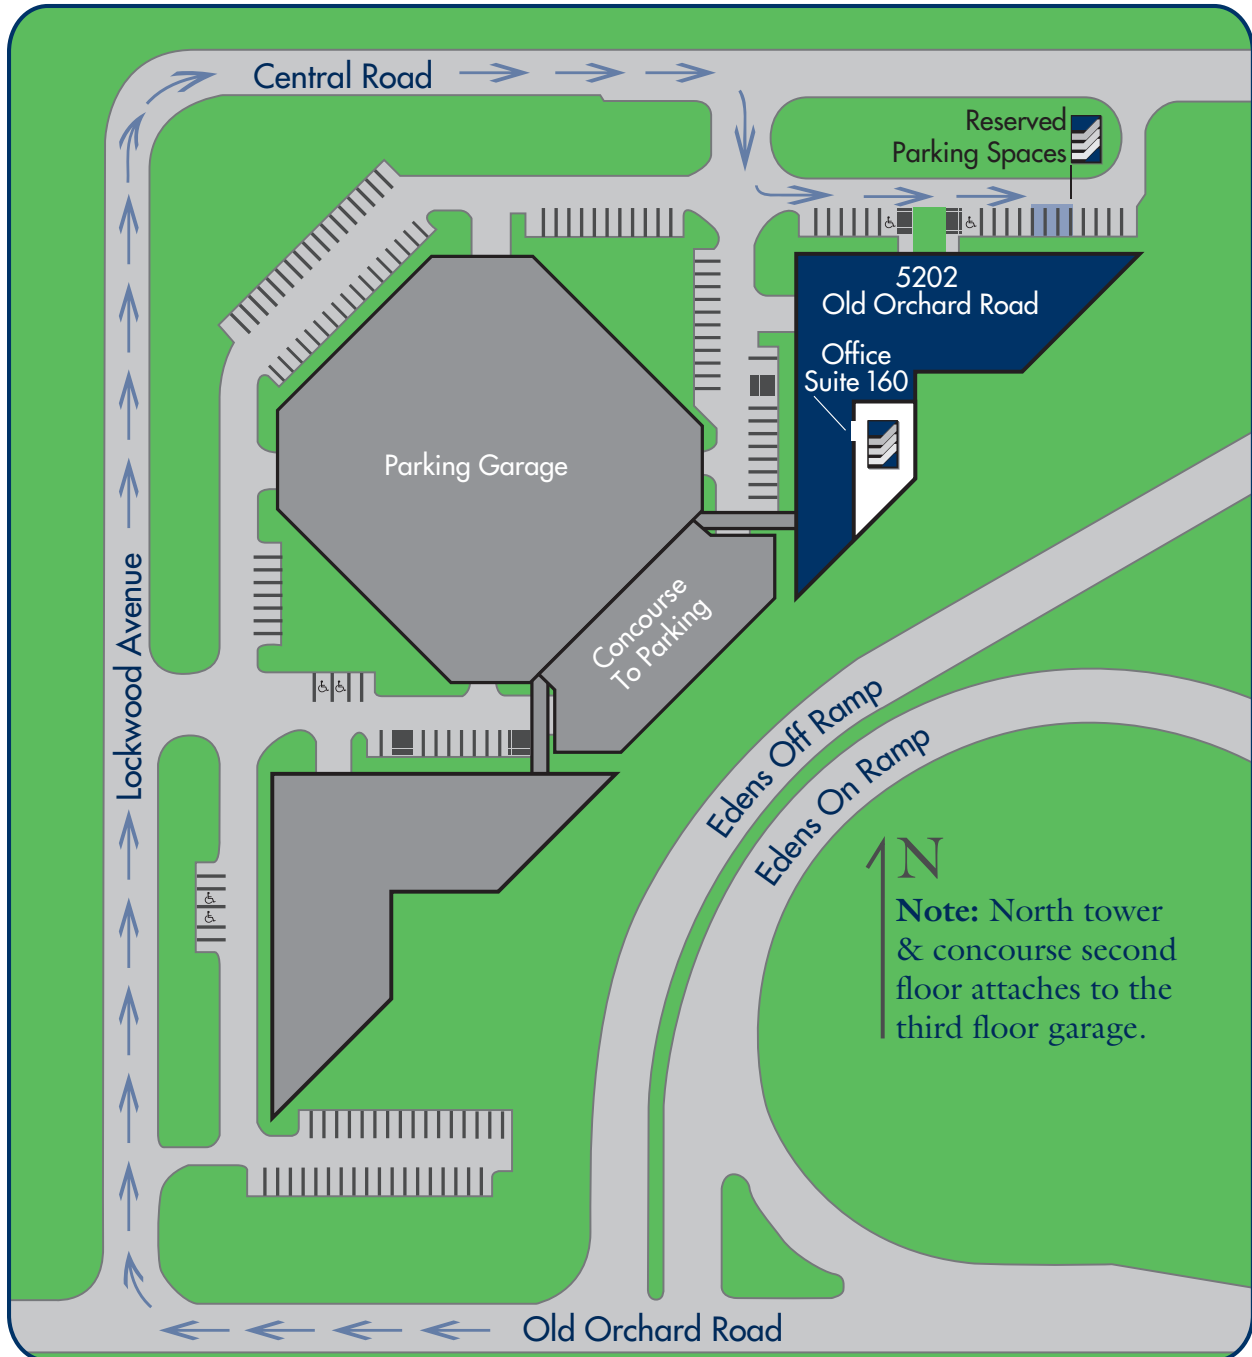 Central Road
Reserved
Parking Spaces
5202
Old Orchard Road
Office
Suite 160
Parking Garage
Concourse
To Parking
Lockwood Avenue
Edens Off Ramp
Edens On Ramp
N
Note: North tower
& concourse second
floor attaches to the
third floor garage.
Old Orchard Road